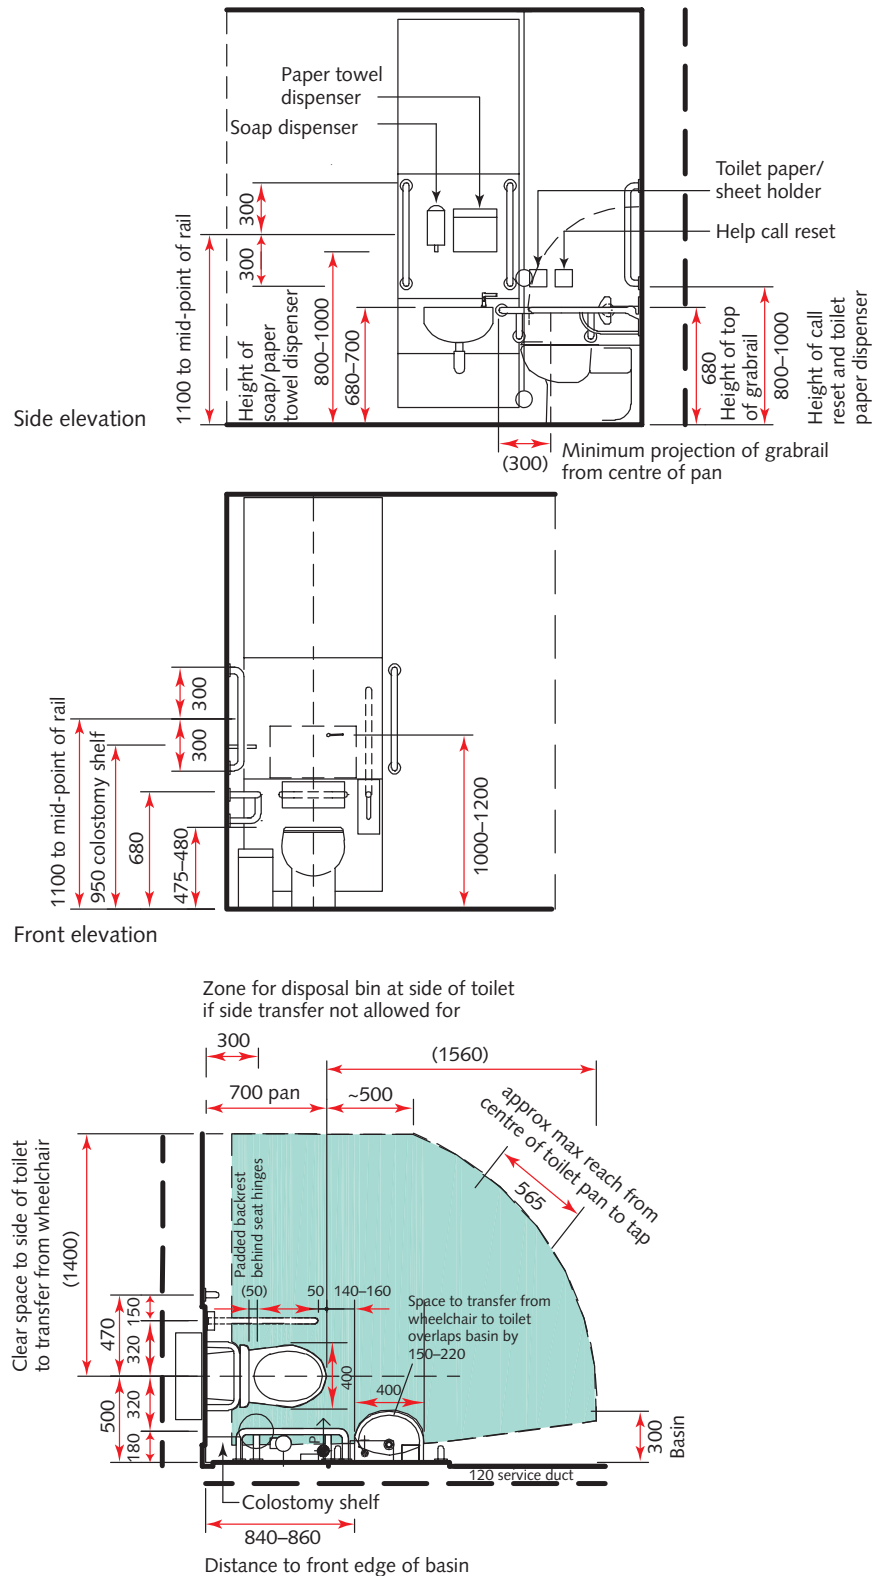 Paper towel
dispenser
Soap dispenser
Toilet paper/
sheet holder
Help call reset
300
300
1100 to mid-point of rail
Height of
soap/paper
towel dispenser
800–1000
680–700
680
Height of top
of grabrail
800–1000
Height of call
reset and toilet
paper dispenser
Side elevation
(300)
Minimum projection of grabrail
from centre of pan
300
300
1100 to mid-point of rail
950 colostomy shelf
680
475–480
1000–1200
Front elevation
Zone for disposal bin at side of toilet
if side transfer not allowed for
300
(1560)
700 pan
~500
approx max reach from
centre of toilet pan to tap
565
Clear space to side of toilet
to transfer from wheelchair
(1400)
Padded backrest
behind seat hinges
(50)
50
140–160
Space to transfer from
wheelchair to toilet
overlaps basin by
150–220
470
150
320
400
400
500
320
180
P
300
Basin
120 service duct
Colostomy shelf
840–860
Distance to front edge of basin